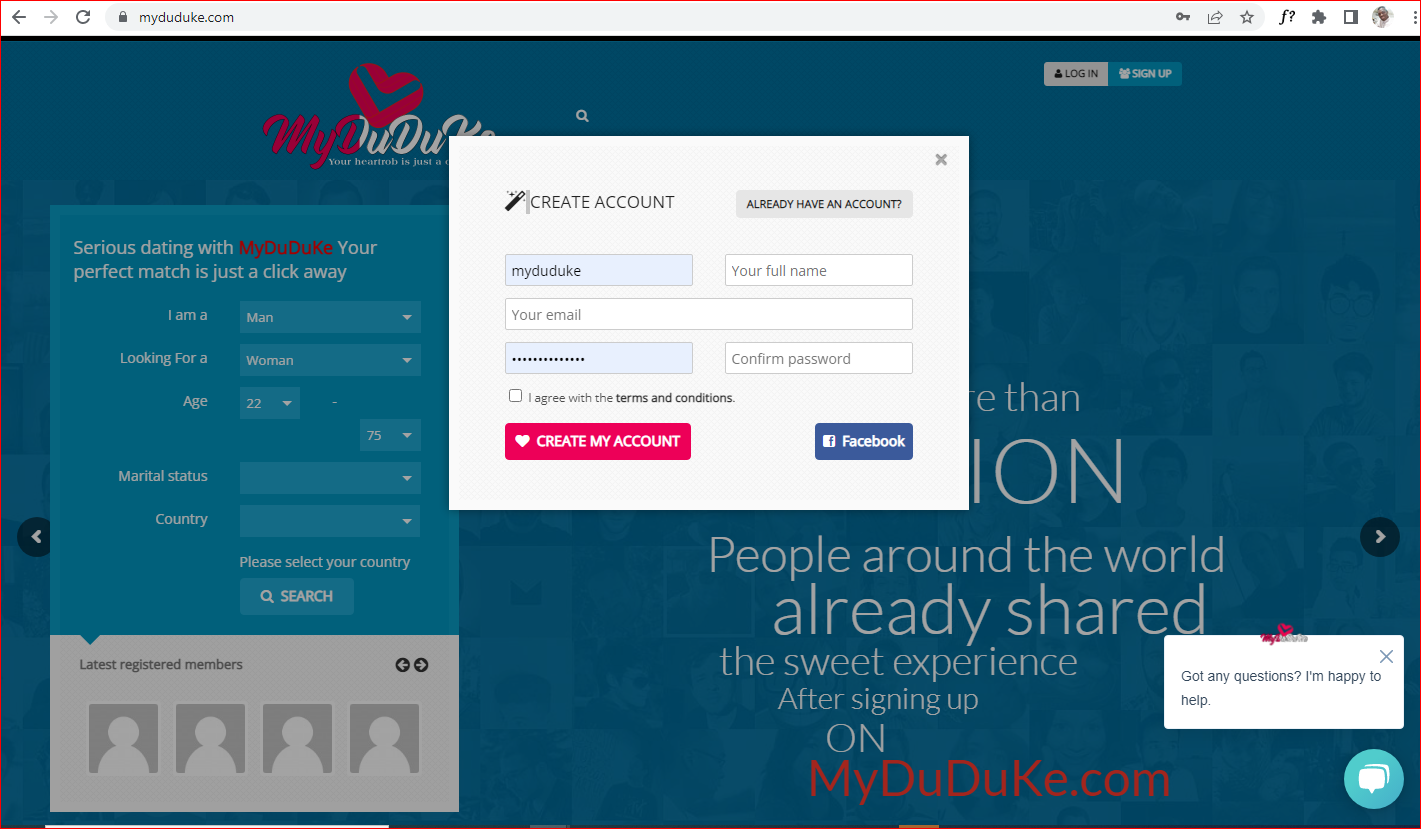 myduduke.com
f?
LOG IN
SIGN UP
MyDuDuKe
Your heartrob is just a
CREATE ACCOUNT
ALREADY HAVE AN ACCOUNT?
myduduke
Your full name
Your email
••••••••••••••
Confirm password
I agree with the terms and conditions.
CREATE MY ACCOUNT
Facebook
Serious dating with MyDuDuKe Your
perfect match is just a click away
I am a
Man
Looking For a
Woman
Age
22
-
75
Marital status
Country
Please select your country
SEARCH
Latest registered members
re than
ION
People around the world
already shared
the sweet experience
After signing up
ON
MyDuDuKe.com
MyDuDuKe
Got any questions? I'm happy to
help.